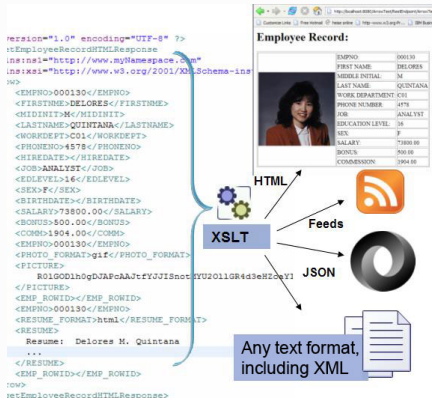 version="1.0" encoding="UTF-8" ?>
etEmployeeRecordHTMLResponse
ns:ns1="http://www.myNamespace.com"
ns:xsi="http://www.w3.org/2001/XMLSchema-ins
ow>
<EMPNO>000130</EMPNO>
<FIRSTNME>DELORES</FIRSTNME>
<MIDINIT>M</MIDINIT>
<LASTNAME>QUINTANA</LASTNAME>
<WORKDEPT>C01</WORKDEPT>
<PHONENO>4578</PHONENO>
<HIREDATE></HIREDATE>
<JOB>ANALYST</JOB>
<EDLEVEL>16</EDLEVEL>
<SEX>F</SEX>
<BIRTHDATE></BIRTHDATE>
<SALARY>73800.00</SALARY>
<BONUS>500.00</BONUS>
<COMM>1904.00</COMM>
<EMPNO>000130</EMPNO>
<PHOTO_FORMAT>gif</PHOTO_FORMAT>
<PICTURE>
</PICTURE>
<EMP_ROWID></EMP_ROWID>
<EMPNO>000130</EMPNO>
<RESUME_FORMAT>html</RESUME_FORMAT>
<RESUME>
Resume: Delores M. Quintana
...
</RESUME>
<EMP_ROWID></EMP_ROWID>
ow>
etEmployeeRecordHTMLResponse>
XSLT
HTML
Feeds
JSON
Any text format,
including XML
Customize Links
Free Hotmail
Employee Record:
EMPNO: 000130
FIRST NAME: DELORES
MIDDLE INITIAL: M
LAST NAME: QUINTANA
WORK DEPARTMENT: C01
PHONE NUMBER: 4578
JOB: ANALYST
EDUCATION LEVEL: 16
SEX: F
SALARY: 73800.00
BONUS: 500.00
COMMISSION: 1904.00